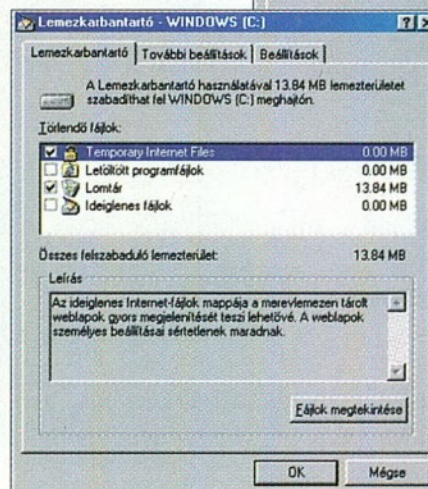 Lemezkarbantartó - WINDOWS (C:)
Lemezkarbantartó
További beállítások
Beállítások
A Lemezkarbantartó használatával 13.84 MB lemezterületet
szabadíthat fel WINDOWS (C:) meghajtón.
Törlendő fájlok:
Temporary Internet Files 0.00 MB
Letöltött programfájlok 0.00 MB
Lomtár 13.84 MB
Ideiglenes fájlok 0.00 MB
Összes felszabaduló lemezterület: 13.84 MB
Leírás
Az ideiglenes Internet-fájlok mappája a merevlemezen tárolt
weblapok gyors megjelenítését teszi lehetővé. A weblapok
személyes beállításai sértetlenek maradnak.
Fájlok megtekintése
OK
Mégse